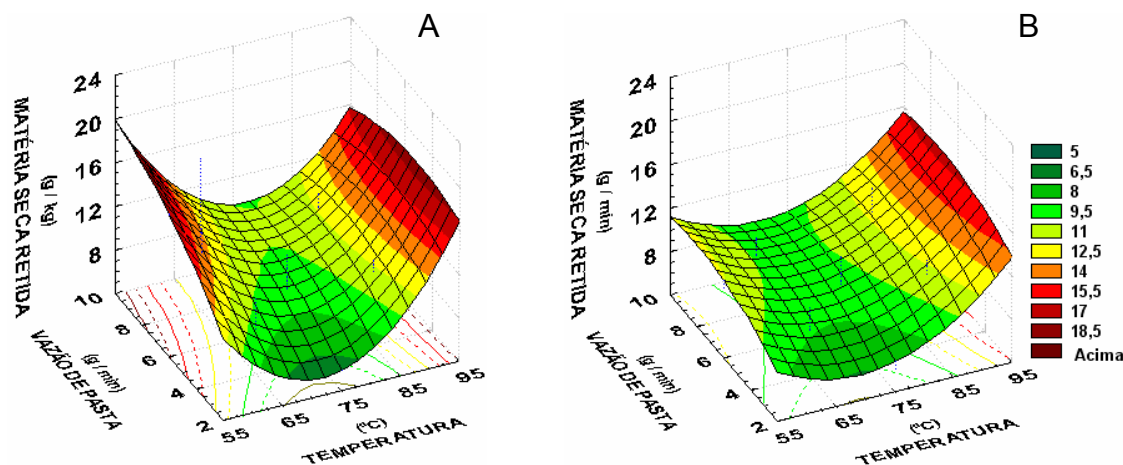 A
24
20
16
12
8
10
MATÉRIA SECA RETIDA
(g / kg)
8
6
4
2
VAZÃO DE PASTA
(g / min)
55
65
75
85
95
(ºC)
TEMPERATURA
B
24
20
16
12
8
10
MATÉRIA SECA RETIDA
(g / min)
8
6
4
2
VAZÃO DE PASTA
(g / min)
55
65
75
85
95
(ºC)
TEMPERATURA
5
6,5
8
9,5
11
12,5
14
15,5
17
18,5
Acima